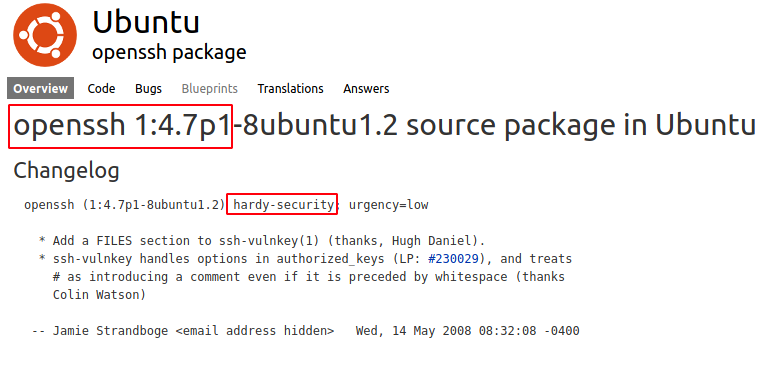 Ubuntu
openssh package
Overview Code Bugs Blueprints Translations Answers
openssh 1:4.7p1-8ubuntu1.2 source package in Ubuntu
Changelog
openssh (1:4.7p1-8ubuntu1.2) hardy-security; urgency=low
* Add a FILES section to ssh-vulnkey(1) (thanks, Hugh Daniel).
* ssh-vulnkey handles options in authorized_keys (LP: #230029), and treats
# as introducing a comment even if it is preceded by whitespace (thanks
Colin Watson)
-- Jamie Strandboge <email address hidden>   Wed, 14 May 2008 08:32:08 -0400